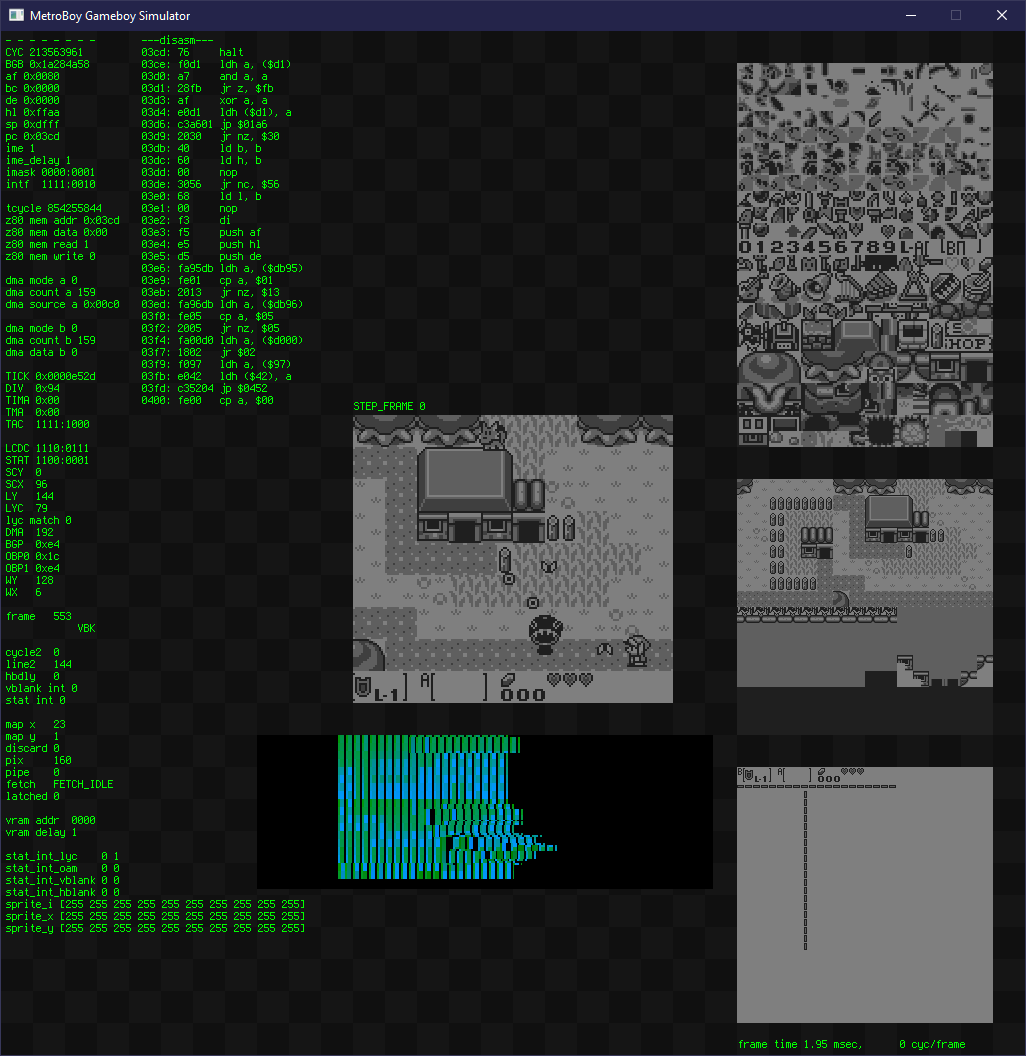 MetroBoy Gameboy Simulator
- - - - - - - -
CYC 213563961
BGB 0x1a284a58
af 0x0080
bc 0x0000
de 0x0000
hl 0xffaa
sp 0xdfff
pc 0x03cd
ime 1
ime_delay 1
imask 0000:0001
intf  1111:0010
tcycle 854255844
z80 mem addr 0x03cd
z80 mem data 0x00
z80 mem read 1
z80 mem write 0
dma mode a 0
dma count a 159
dma source a 0x00c0
dma mode b 0
dma count b 159
dma data b 0
TICK 0x0000e52d
DIV  0x94
TIMA 0x00
TMA  0x00
TAC  1111:1000
LCDC 1110:0111
STAT 1100:0001
SCY  0
SCX  96
LY   144
LYC  79
lyc match 0
DMA  192
BGP  0xe4
OBP0 0x1c
OBP1 0xe4
WY   128
WX   6
frame   553
VBK
cycle2  0
line2   144
hbdly   0
vblank int 0
stat int 0
map x   23
map y   1
discard 0
pix     160
pipe    0
fetch   FETCH_IDLE
latched 0
vram addr  0000
vram delay 1
stat_int_lyc    0 1
stat_int_oam    0 0
stat_int_vblank 0 0
stat_int_hblank 0 0
sprite_i [255 255 255 255 255 255 255 255 255 255]
sprite_x [255 255 255 255 255 255 255 255 255 255]
sprite_y [255 255 255 255 255 255 255 255 255 255]
---disasm---
03cd: 76     halt
03ce: f0d1   ldh a, ($d1)
03d0: a7     and a, a
03d1: 28fb   jr z, $fb
03d3: af     xor a, a
03d4: e0d1   ldh ($d1), a
03d6: c3a601 jp $01a6
03d9: 2030   jr nz, $30
03db: 40     ld b, b
03dc: 60     ld h, b
03dd: 00     nop
03de: 3056   jr nc, $56
03e0: 68     ld l, b
03e1: 00     nop
03e2: f3     di
03e3: f5     push af
03e4: e5     push hl
03e5: d5     push de
03e6: fa95db ldh a, ($db95)
03e9: fe01   cp a, $01
03eb: 2013   jr nz, $13
03ed: fa96db ldh a, ($db96)
03f0: fe05   cp a, $05
03f2: 2005   jr nz, $05
03f4: fa00d0 ldh a, ($d000)
03f7: 1802   jr $02
03f9: f097   ldh a, ($97)
03fb: e042   ldh ($42), a
03fd: c35204 jp $0452
0400: fe00   cp a, $00
STEP_FRAME 0
L-1 ] A[ ] 000
0123456789L-A[
SHOP
B[ L-1] A[ ] 000
frame time 1.95 msec,      0 cyc/frame